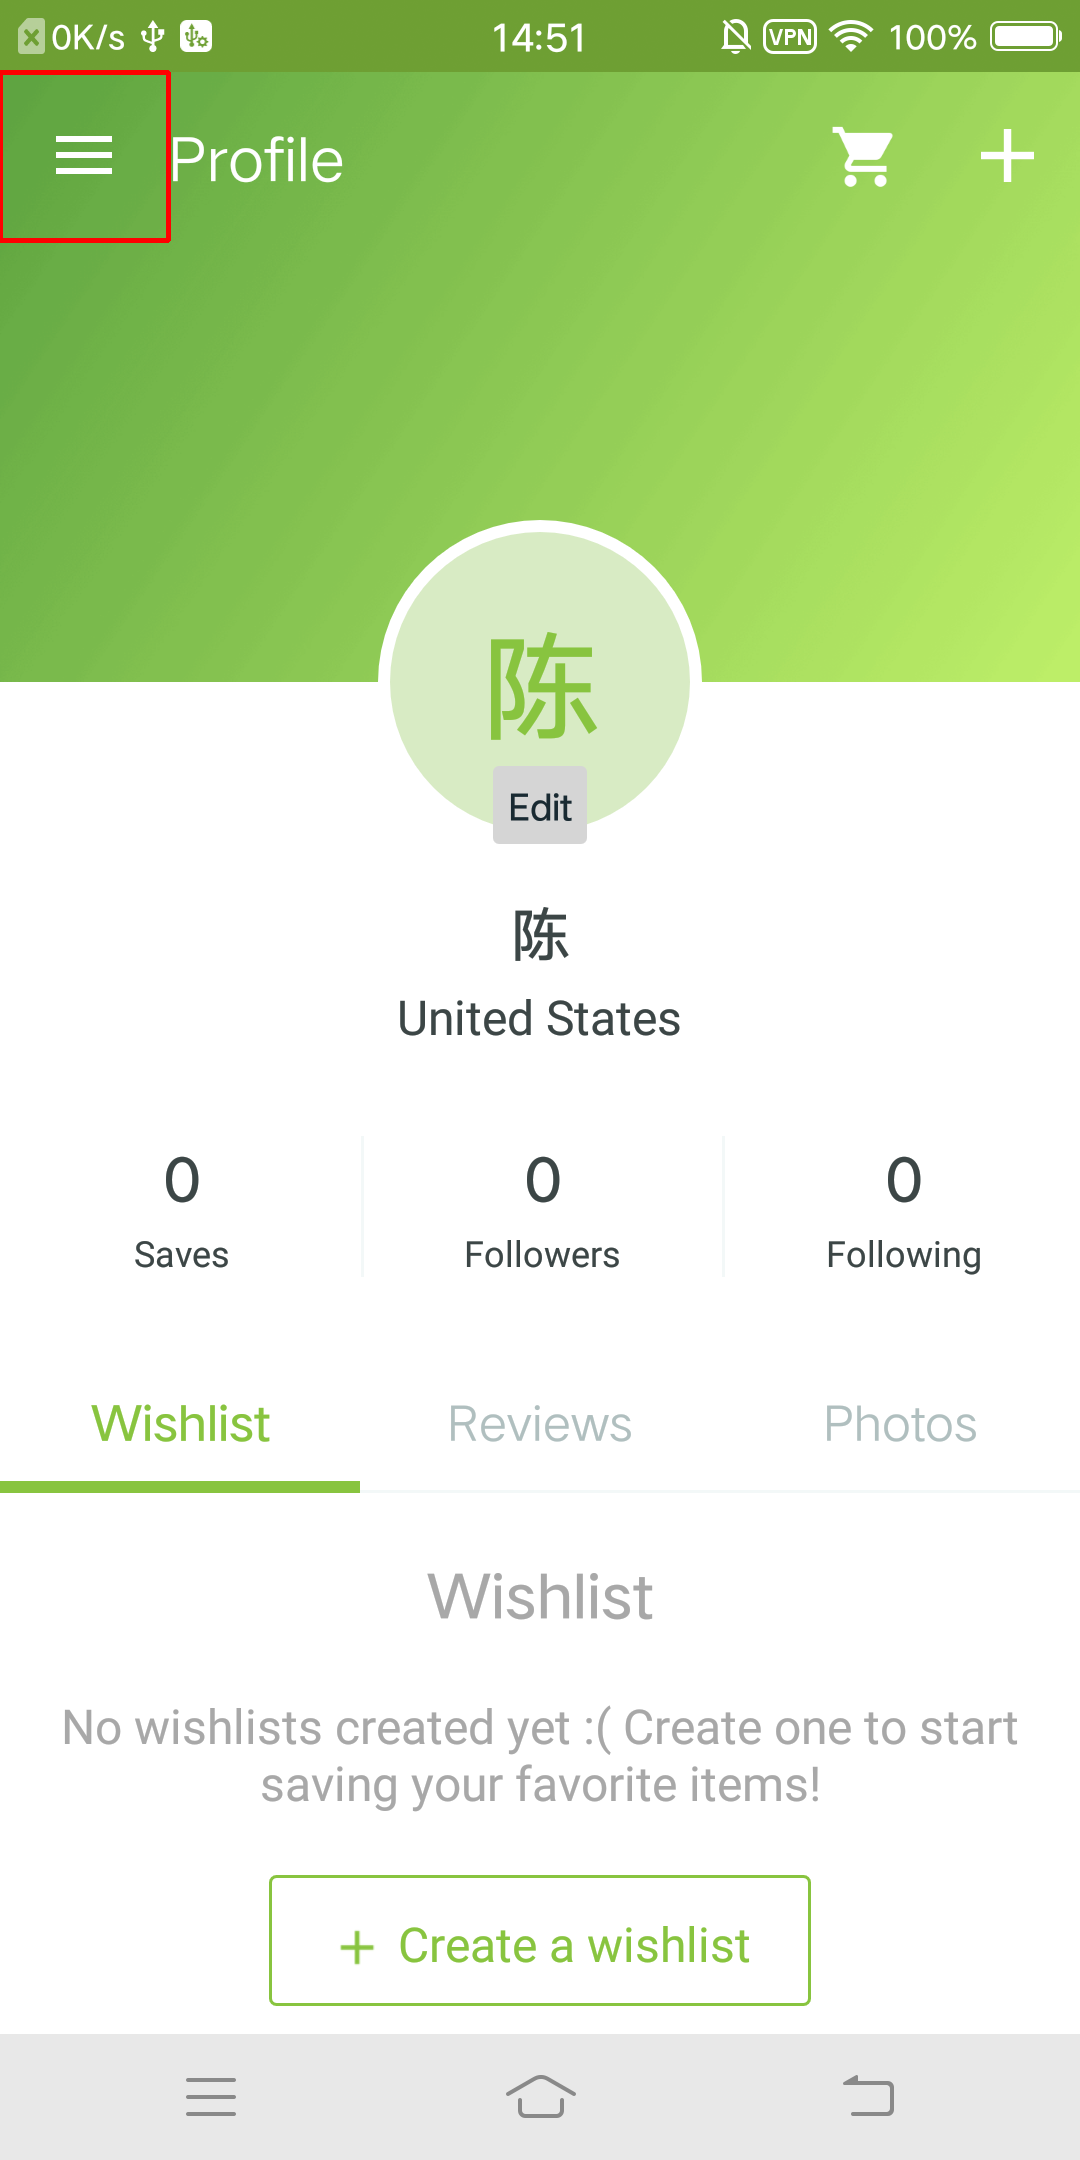 0K/s 14:51 VPN 100%
Profile
陈
Edit
陈
United States
0 0 0
Saves Followers Following
Wishlist Reviews Photos
Wishlist
No wishlists created yet :( Create one to start
saving your favorite items!
+ Create a wishlist